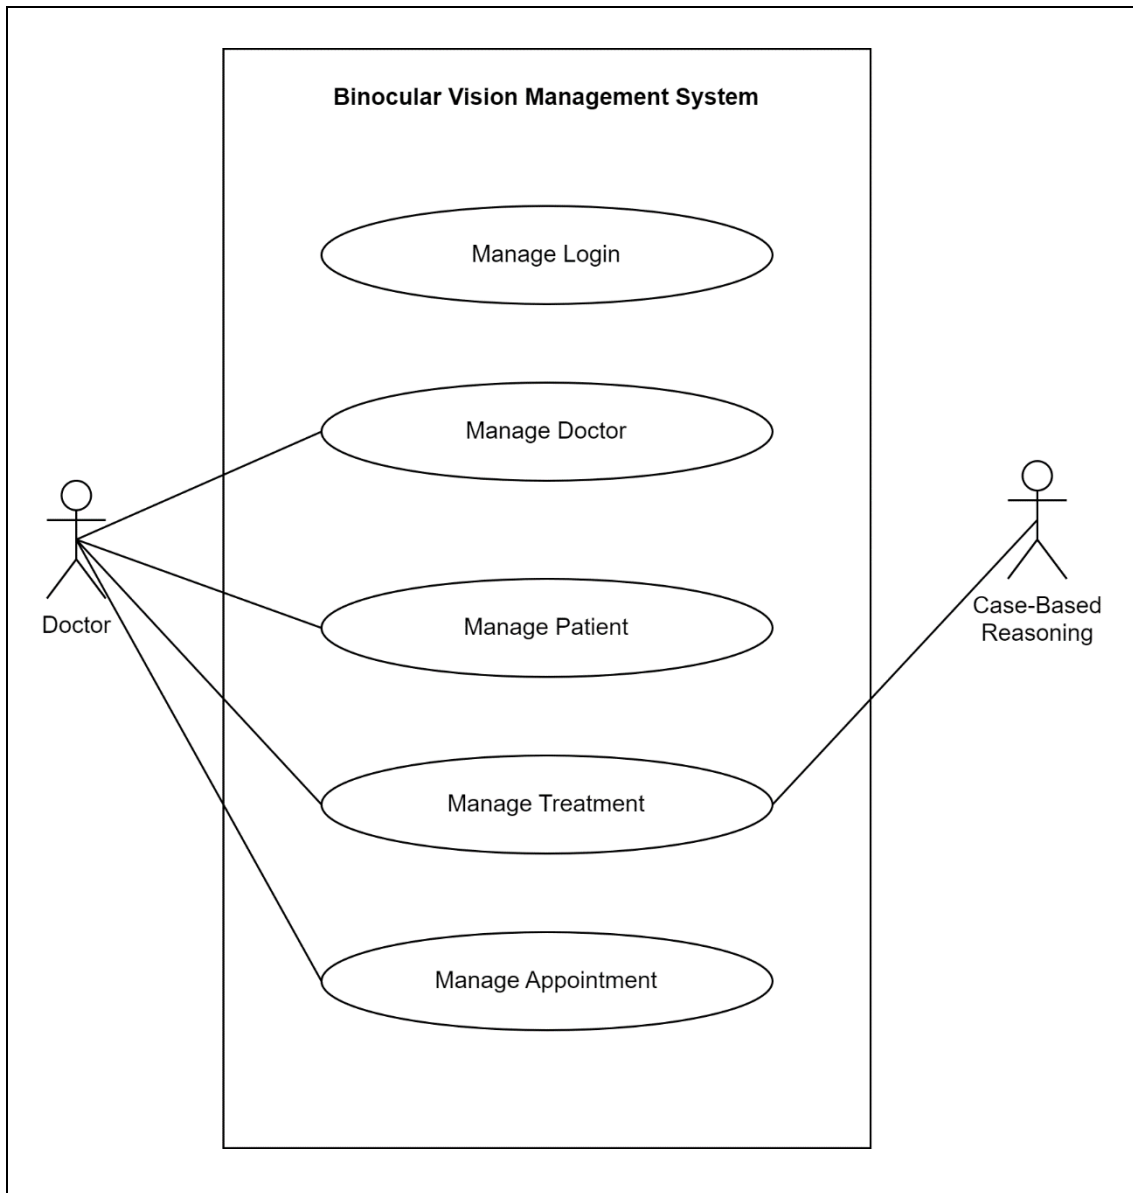 Binocular Vision Management System
Manage Login
Manage Doctor
Manage Patient
Manage Treatment
Manage Appointment
Doctor
Case-Based
Reasoning